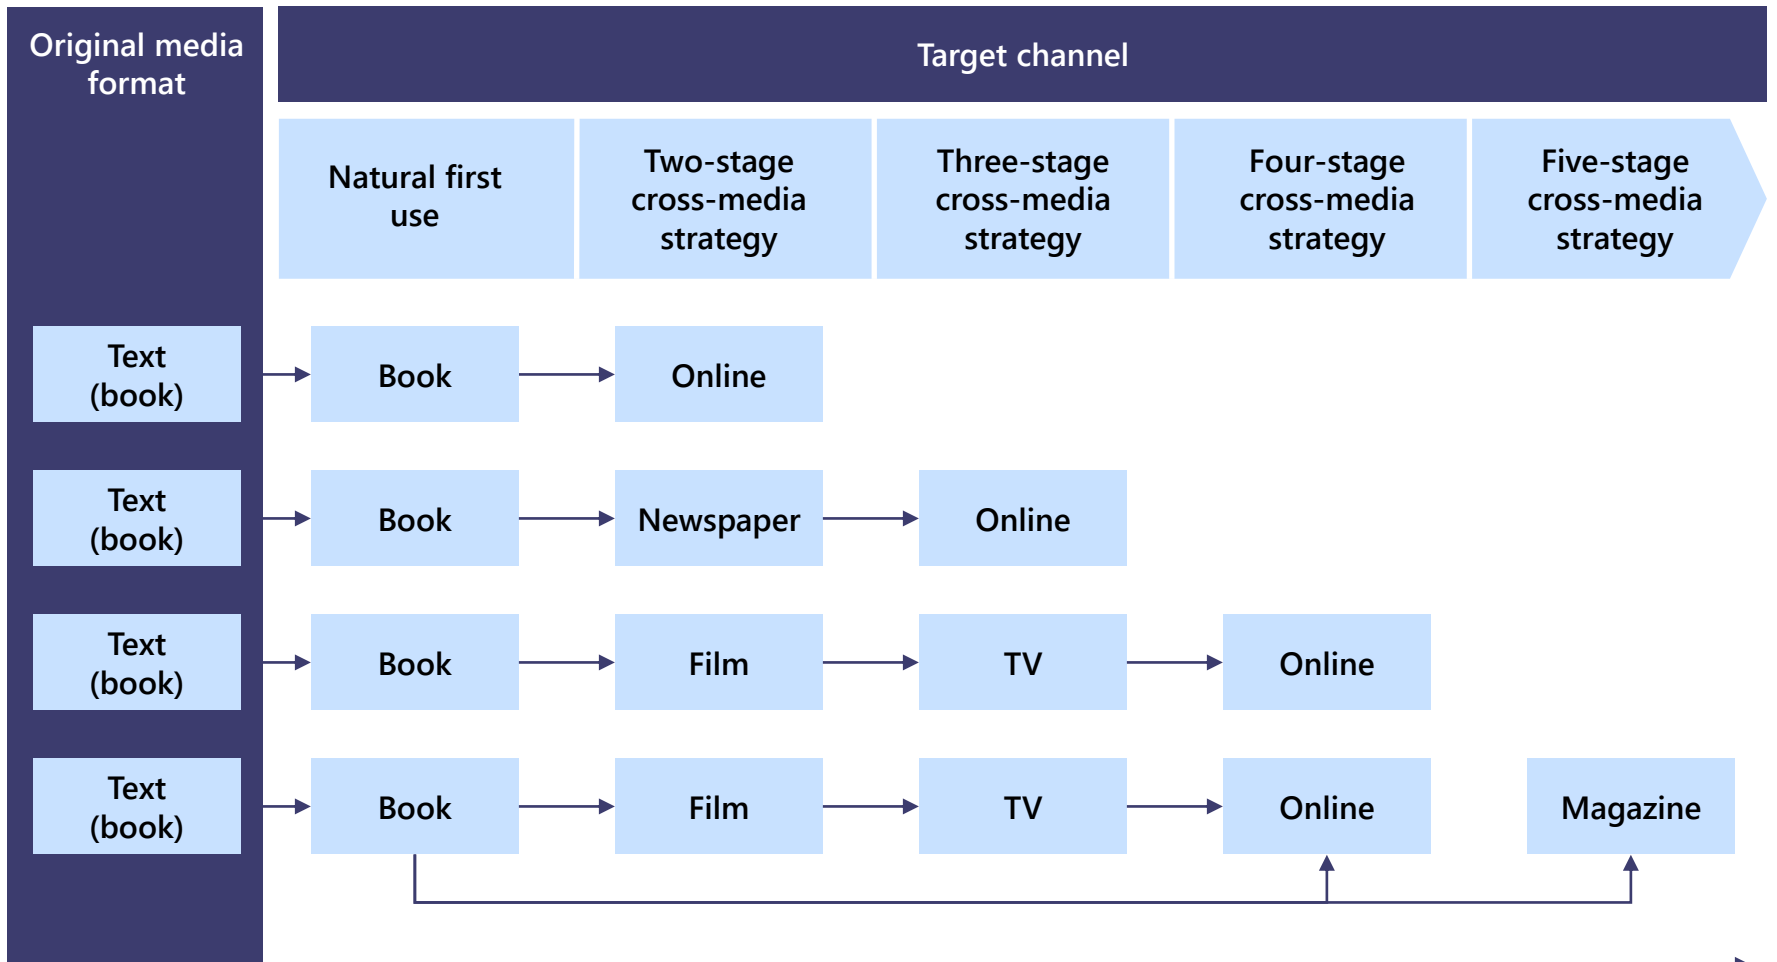 Original media
format
Target channel
Natural first
use
Two-stage
cross-media
strategy
Three-stage
cross-media
strategy
Four-stage
cross-media
strategy
Five-stage
cross-media
strategy
Text
(book)
Book
Online
Text
(book)
Book
Newspaper
Online
Text
(book)
Book
Film
TV
Online
Text
(book)
Book
Film
TV
Online
Magazine